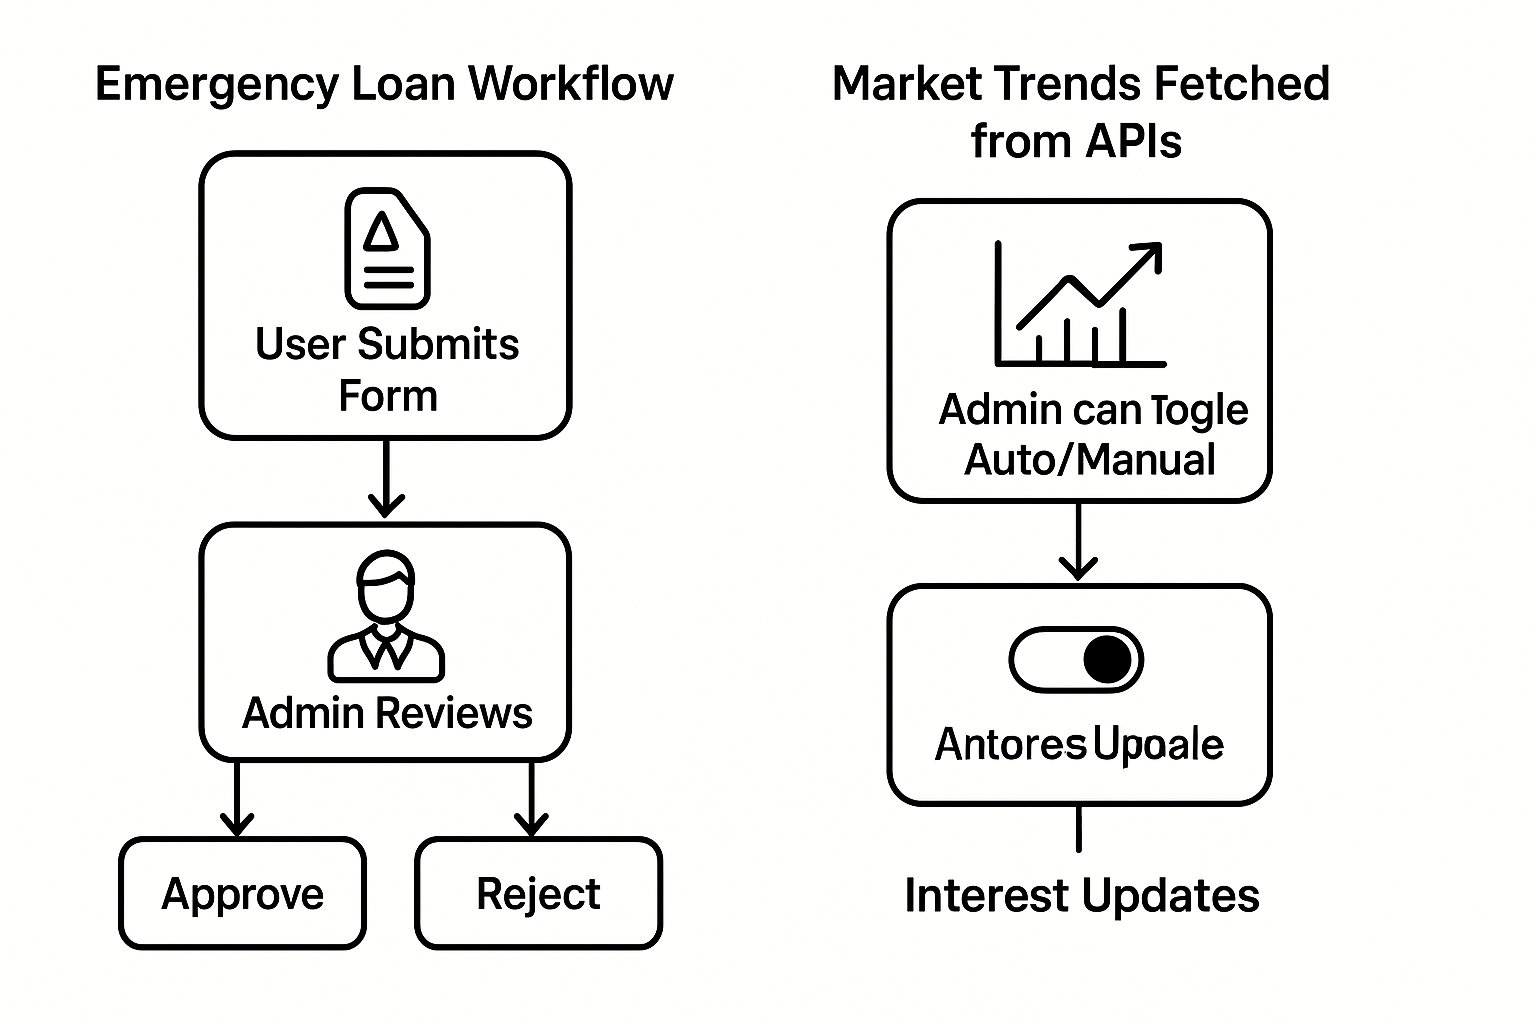 Emergency Loan Workflow
User Submits
Form
Admin Reviews
Approve
Reject
Market Trends Fetched
from APIs
Admin can Togle
Auto/Manual
Antores Upoale
Interest Updates